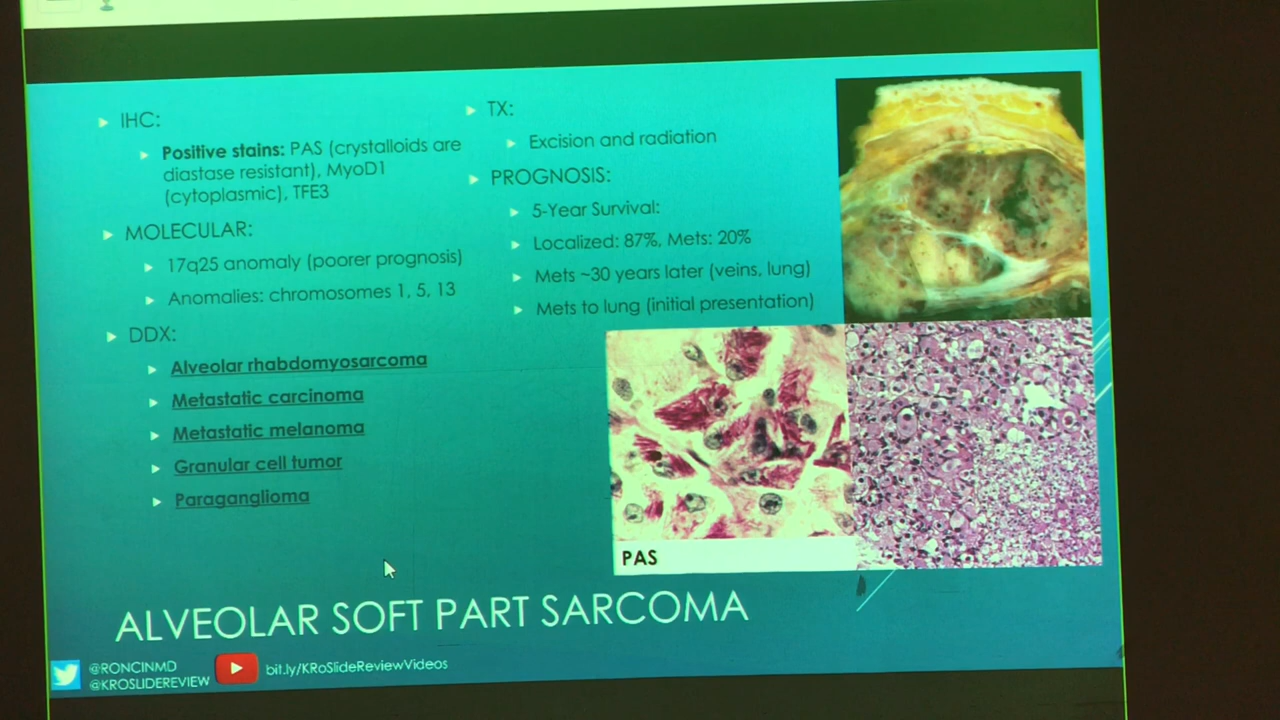 IHC:
Positive stains: PAS (crystalloids are
diastase resistant), MyoD1
(cytoplasmic), TFE3
MOLECULAR:
17q25 anomaly (poorer prognosis)
Anomalies: chromosomes 1, 5, 13
DDX:
Alveolar rhabdomyosarcoma
Metastatic carcinoma
Metastatic melanoma
Granular cell tumor
Paraganglioma
TX:
Excision and radiation
PROGNOSIS:
5-Year Survival:
Localized: 87%, Mets: 20%
Mets ~30 years later (veins, lung)
Mets to lung (initial presentation)
PAS
ALVEOLAR SOFT PART SARCOMA
@RONCINMD
@KROSLIDEREVIEW
bit.ly/KRoSlideReviewVideos